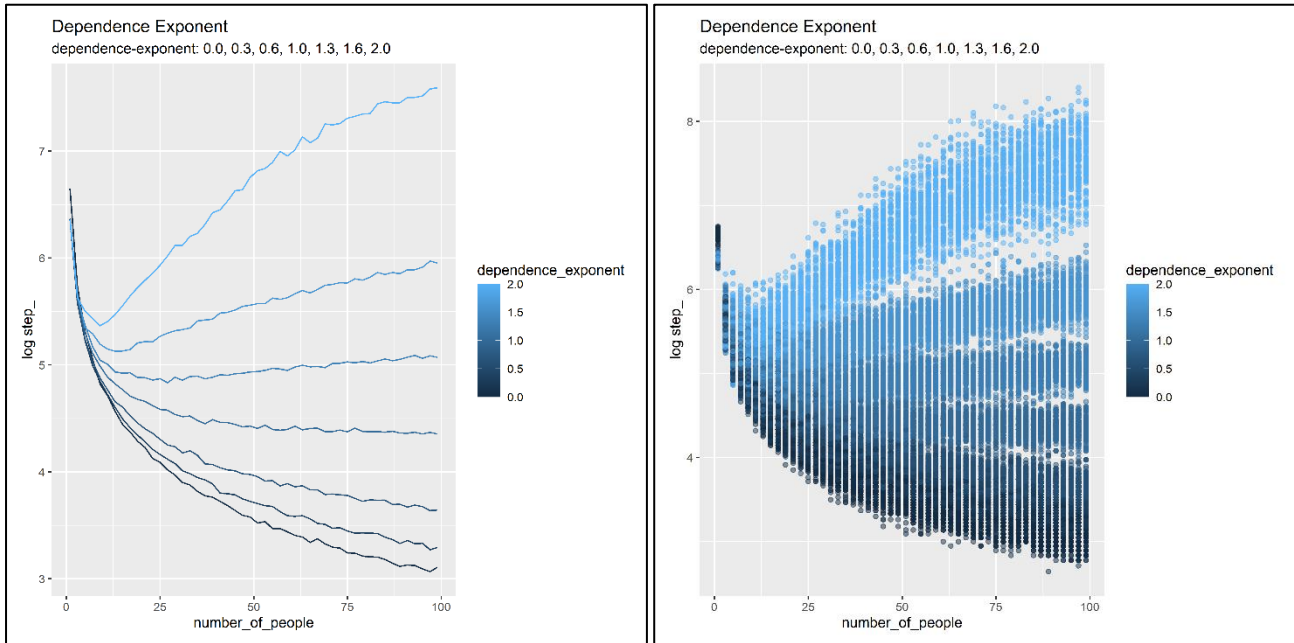 Dependence Exponent
dependence-exponent: 0.0, 0.3, 0.6, 1.0, 1.3, 1.6, 2.0
7
6
5
4
3
log step_
0 25 50 75 100
number_of_people
dependence_exponent
2.0
1.5
1.0
0.5
0.0
Dependence Exponent
dependence-exponent: 0.0, 0.3, 0.6, 1.0, 1.3, 1.6, 2.0
8
6
4
log step_
0 25 50 75 100
number_of_people
dependence_exponent
2.0
1.5
1.0
0.5
0.0